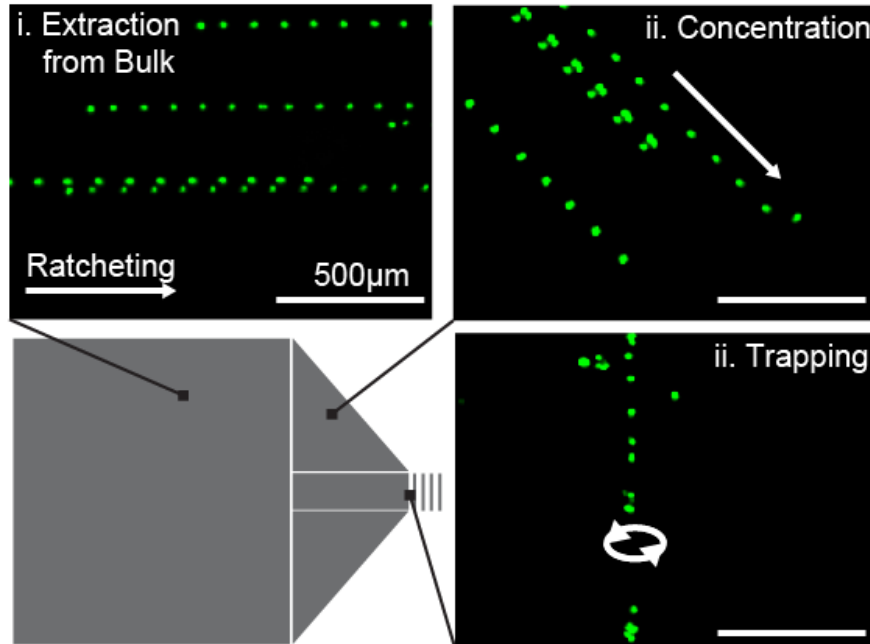 i. Extraction
from Bulk
Ratcheting
500µm
ii. Concentration
ii. Trapping